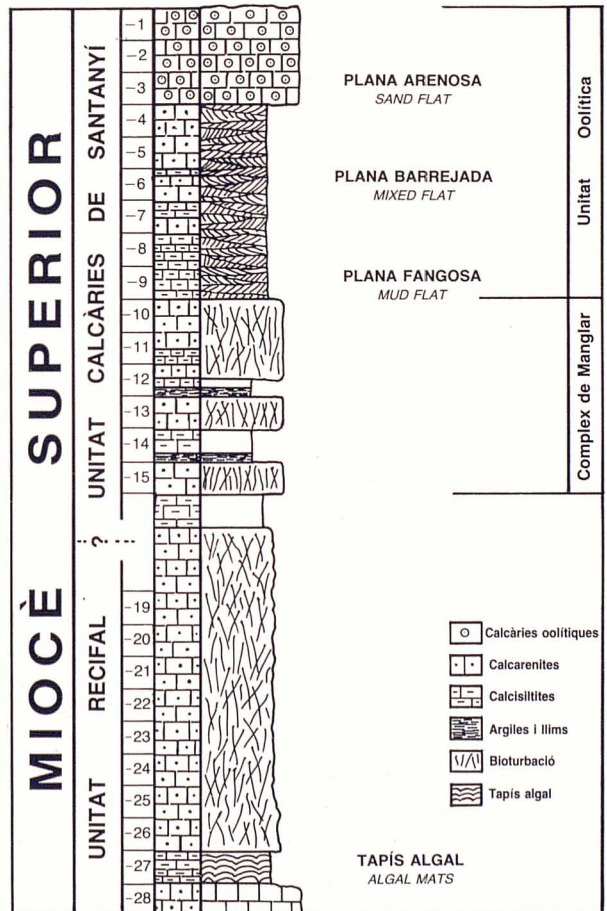 MIOCÈ SUPERIOR
UNITAT CALCÀRIES DE SANTANYÍ
?
UNITAT RECIFAL
-1
-2
-3
-4
-5
-6
-7
-8
-9
-10
-11
-12
-13
-14
-15
-19
-20
-21
-22
-23
-24
-25
-26
-27
-28
PLANA ARENOSA
SAND FLAT
PLANA BARREJADA
MIXED FLAT
PLANA FANGOSA
MUD FLAT
TAPÍS ALGAL
ALGAL MATS
Unitat Oolítica
Complex de Manglar
Calcàries oolítiques
Calcarenites
Calcisiltites
Argiles i llims
Bioturbació
Tapís algal